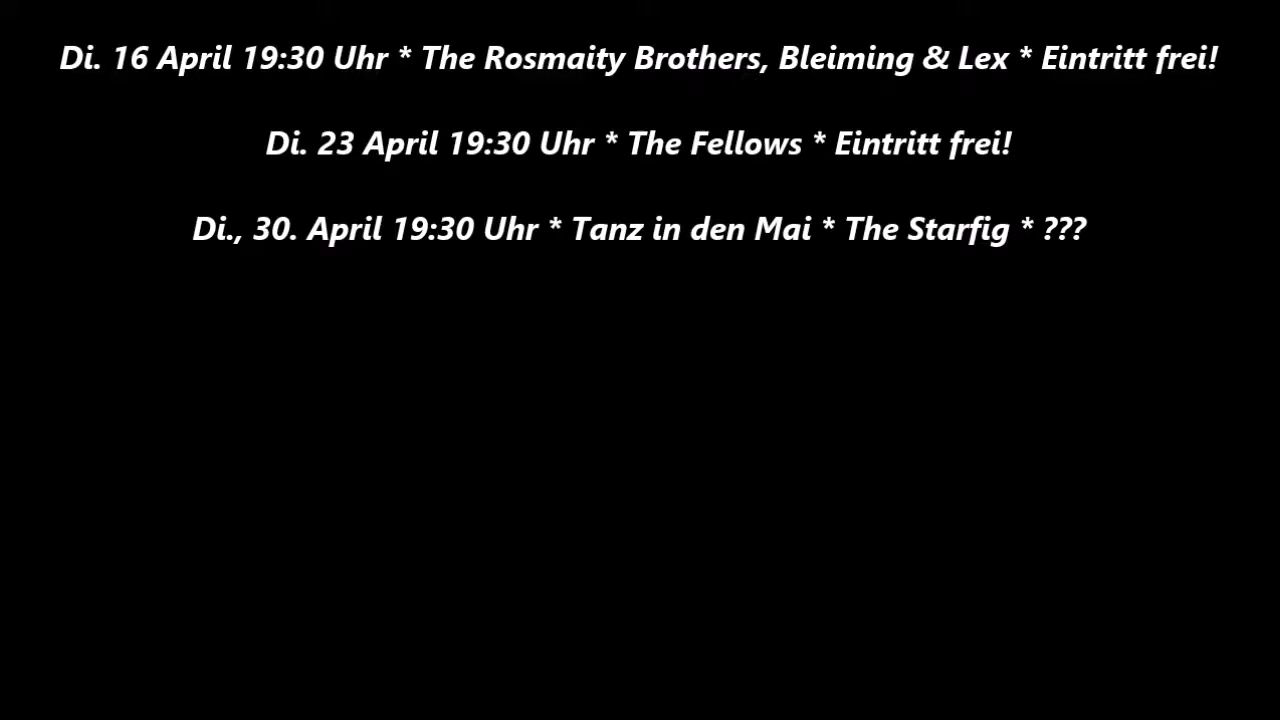 Di. 16 April 19:30 Uhr * The Rosmaity Brothers, Bleiming & Lex * Eintritt frei!
Di. 23 April 19:30 Uhr * The Fellows * Eintritt frei!
Di., 30. April 19:30 Uhr * Tanz in den Mai * The Starfig * ???